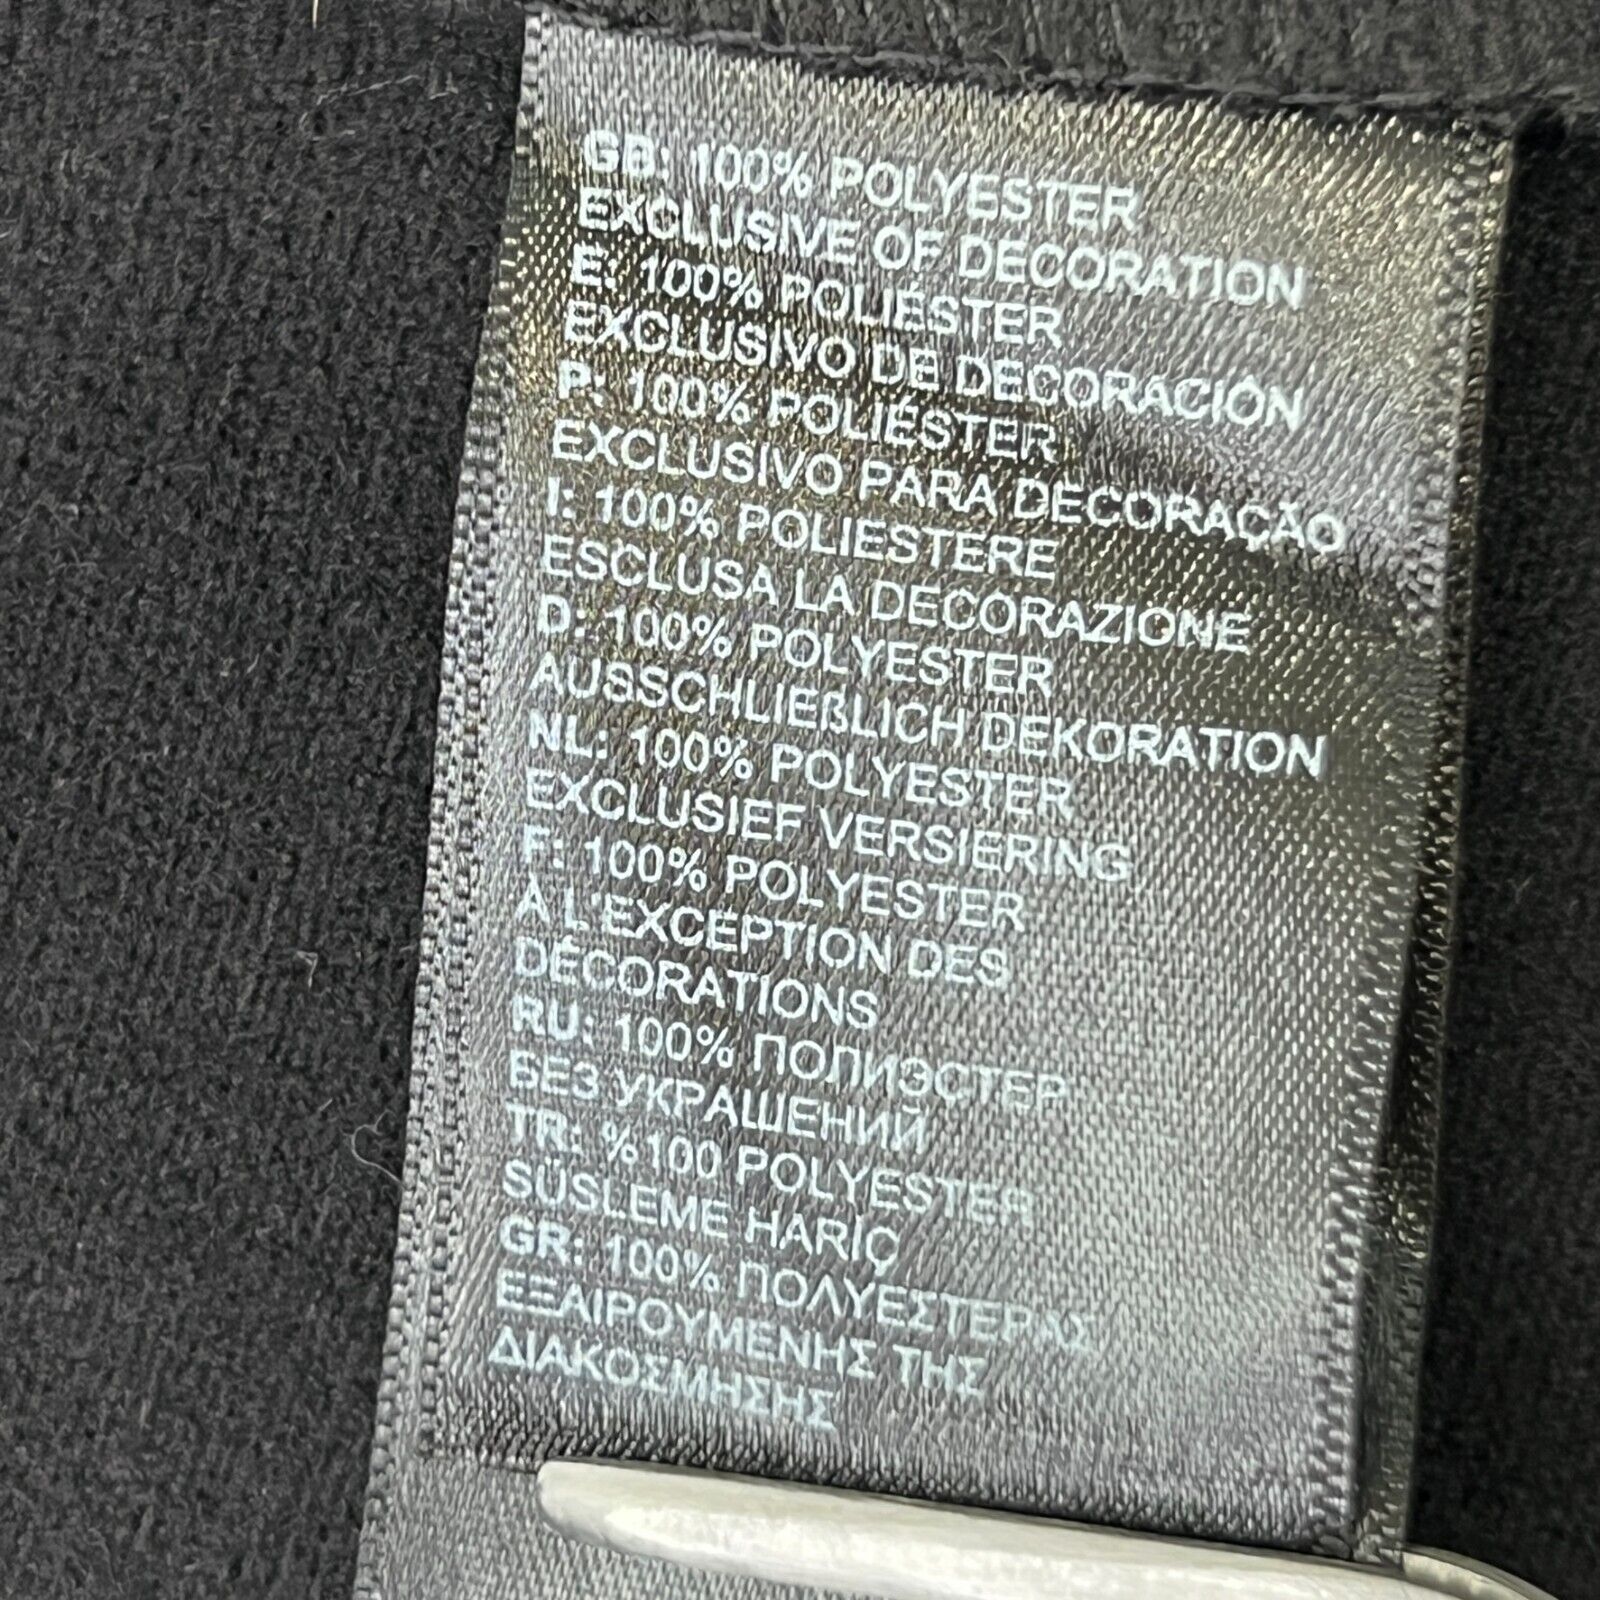 GB: 100% POLYESTER
EXCLUSIVE OF DECORATION
E: 100% POLIÉSTER
EXCLUSIVO DE DECORACIÓN
P: 100% POLIÉSTER
EXCLUSIVO PARA DECORAÇÃO
I: 100% POLIESTERE
ESCLUSA LA DECORAZIONE
D: 100% POLYESTER
AUSSCHLIEßLICH DEKORATION
NL: 100% POLYESTER
EXCLUSIEF VERSIERING
F: 100% POLYESTER
À L'EXCEPTION DES
DÉCORATIONS
RU: 100% ПОЛИЭСТЕР
БЕЗ УКРАШЕНИЙ
TR: %100 POLYESTER
SÜSLEME HARİÇ
GR: 100% ΠΟΛΥΕΣΤΕΡΑΣ
ΕΞΑΙΡΟΥΜΕΝΗΣ ΤΗΣ
ΔΙΑΚΟΣΜΗΣΗΣ